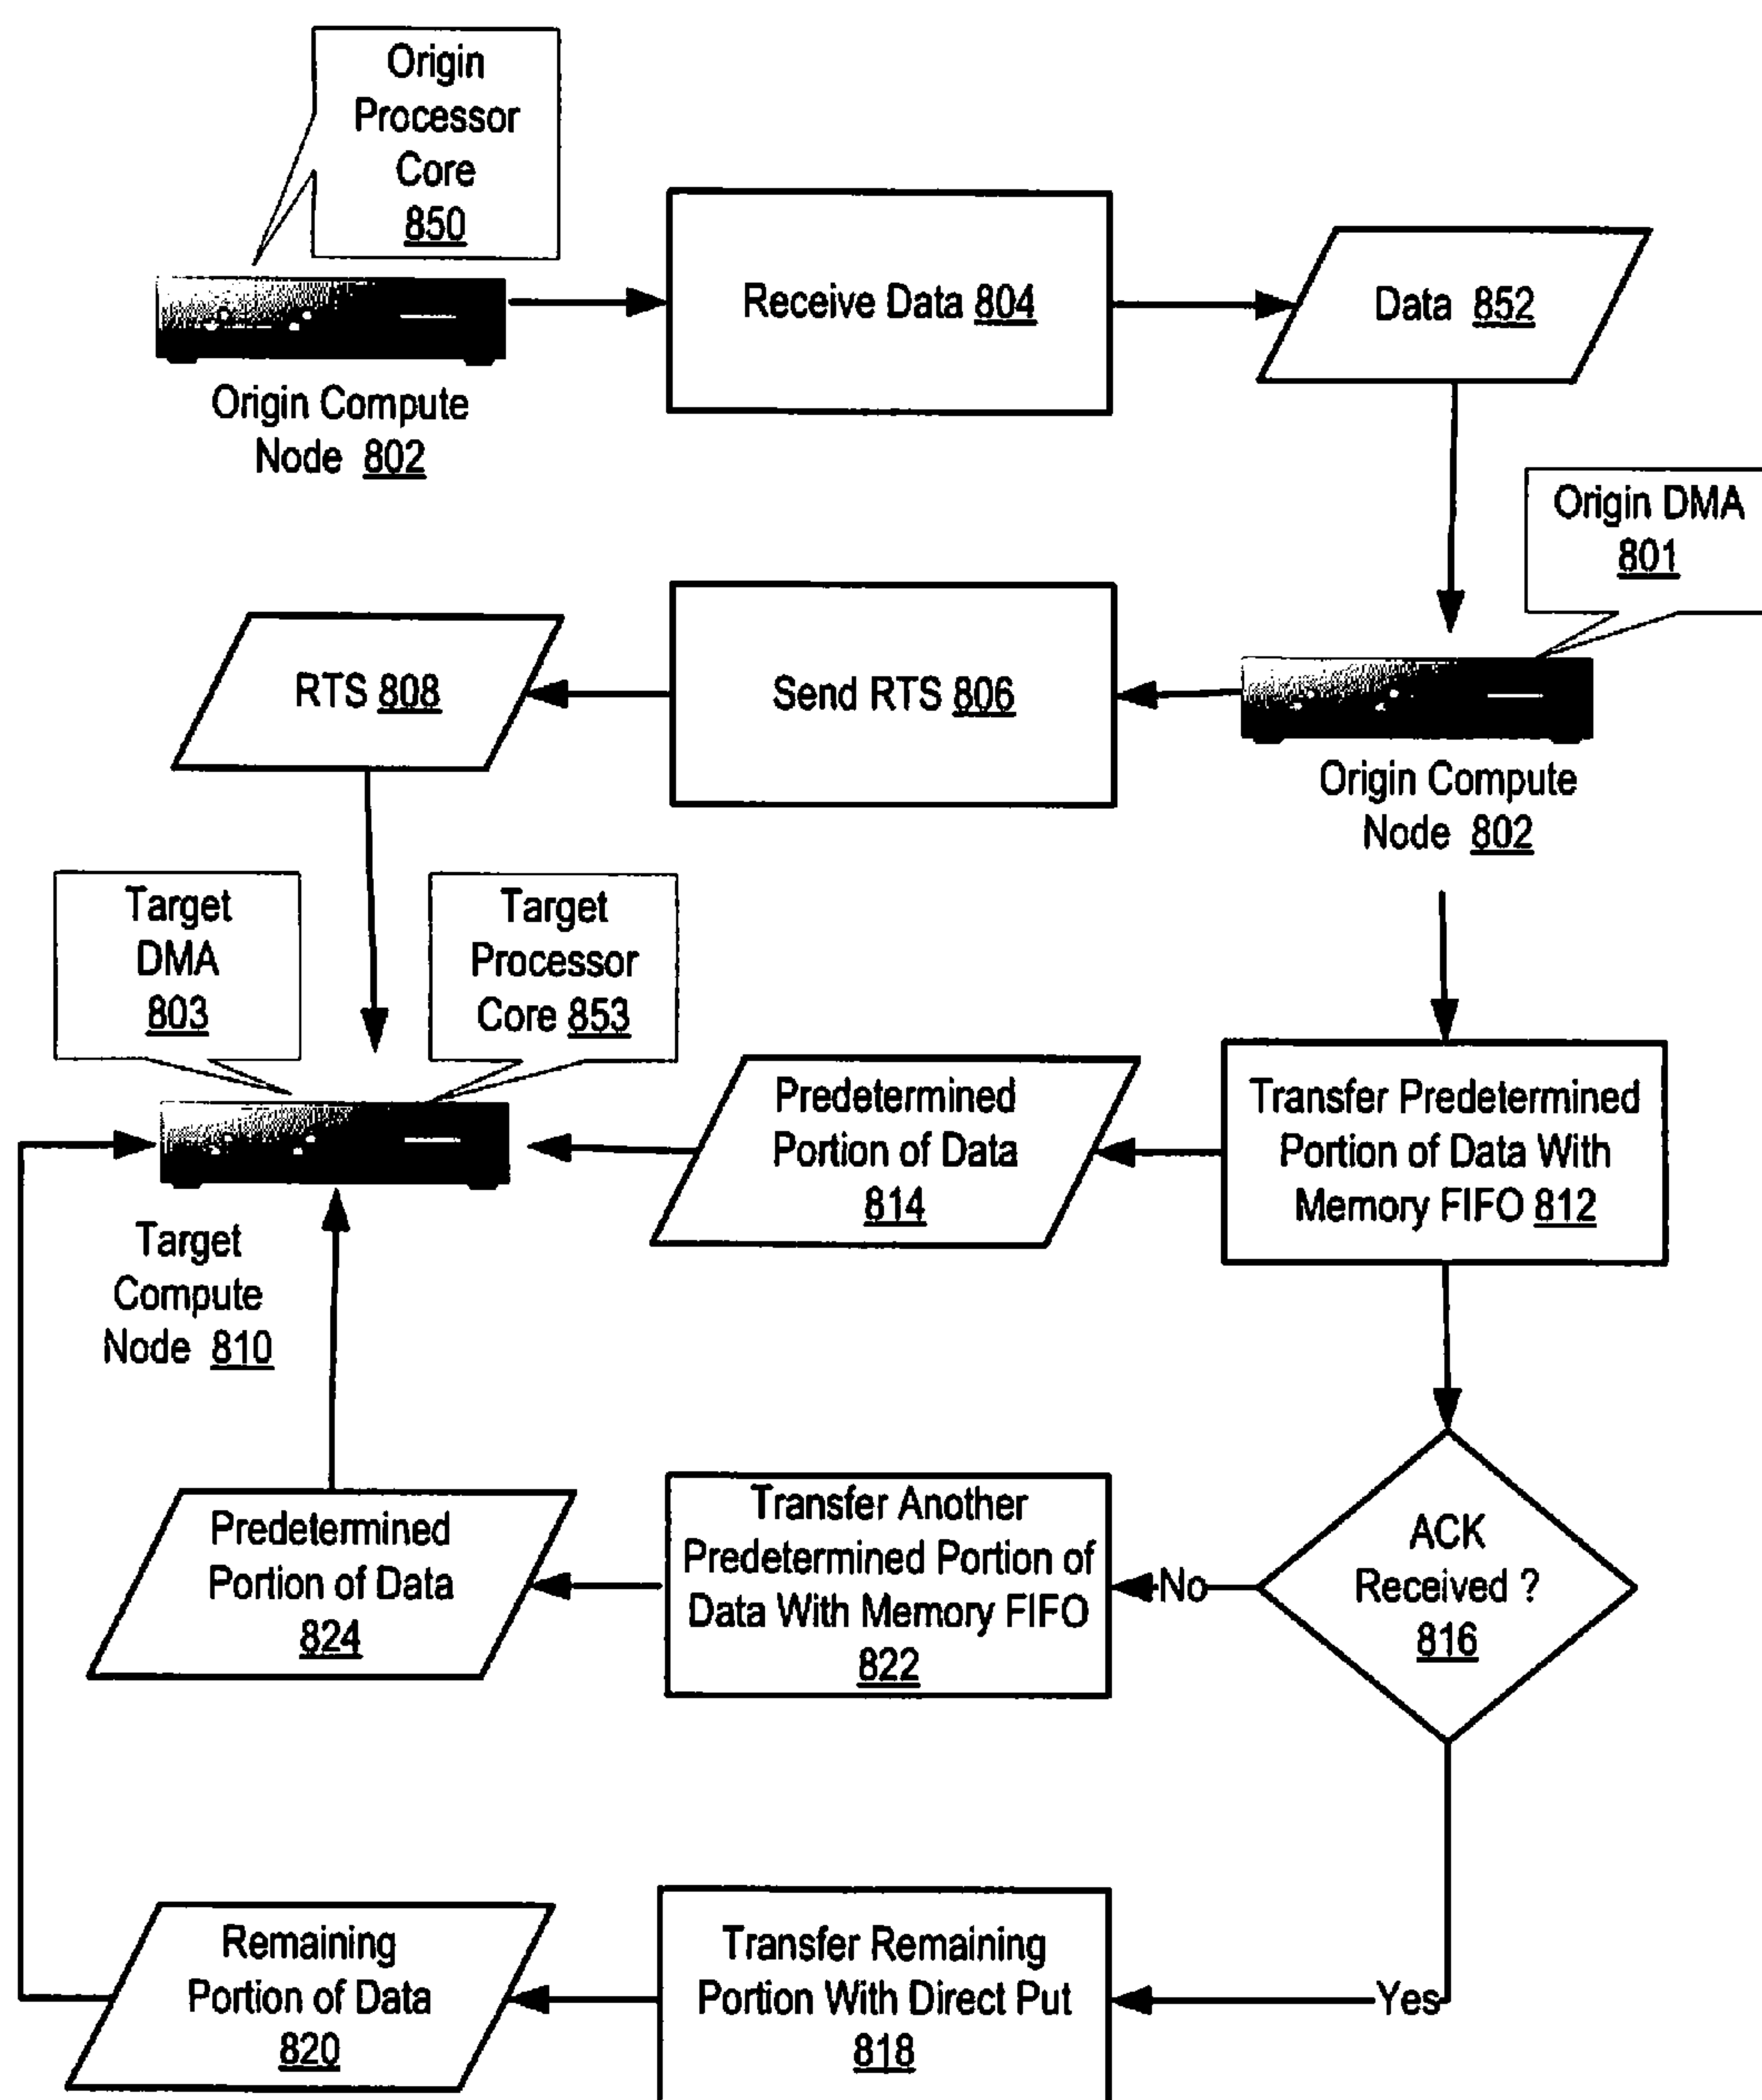 Origin
Processor
Core
850
Receive Data 804
Data 852
Origin Compute
Node 802
Origin DMA
801
RTS 808
Send RTS 806
Origin Compute
Node 802
Target
DMA
803
Target
Processor
Core 853
Predetermined
Portion of Data
814
Transfer Predetermined
Portion of Data With
Memory FIFO 812
Target
Compute
Node 810
Predetermined
Portion of Data
824
Transfer Another
Predetermined Portion of
Data With Memory FIFO
822
No
ACK
Received ?
816
Remaining
Portion of Data
820
Transfer Remaining
Portion With Direct Put
818
Yes